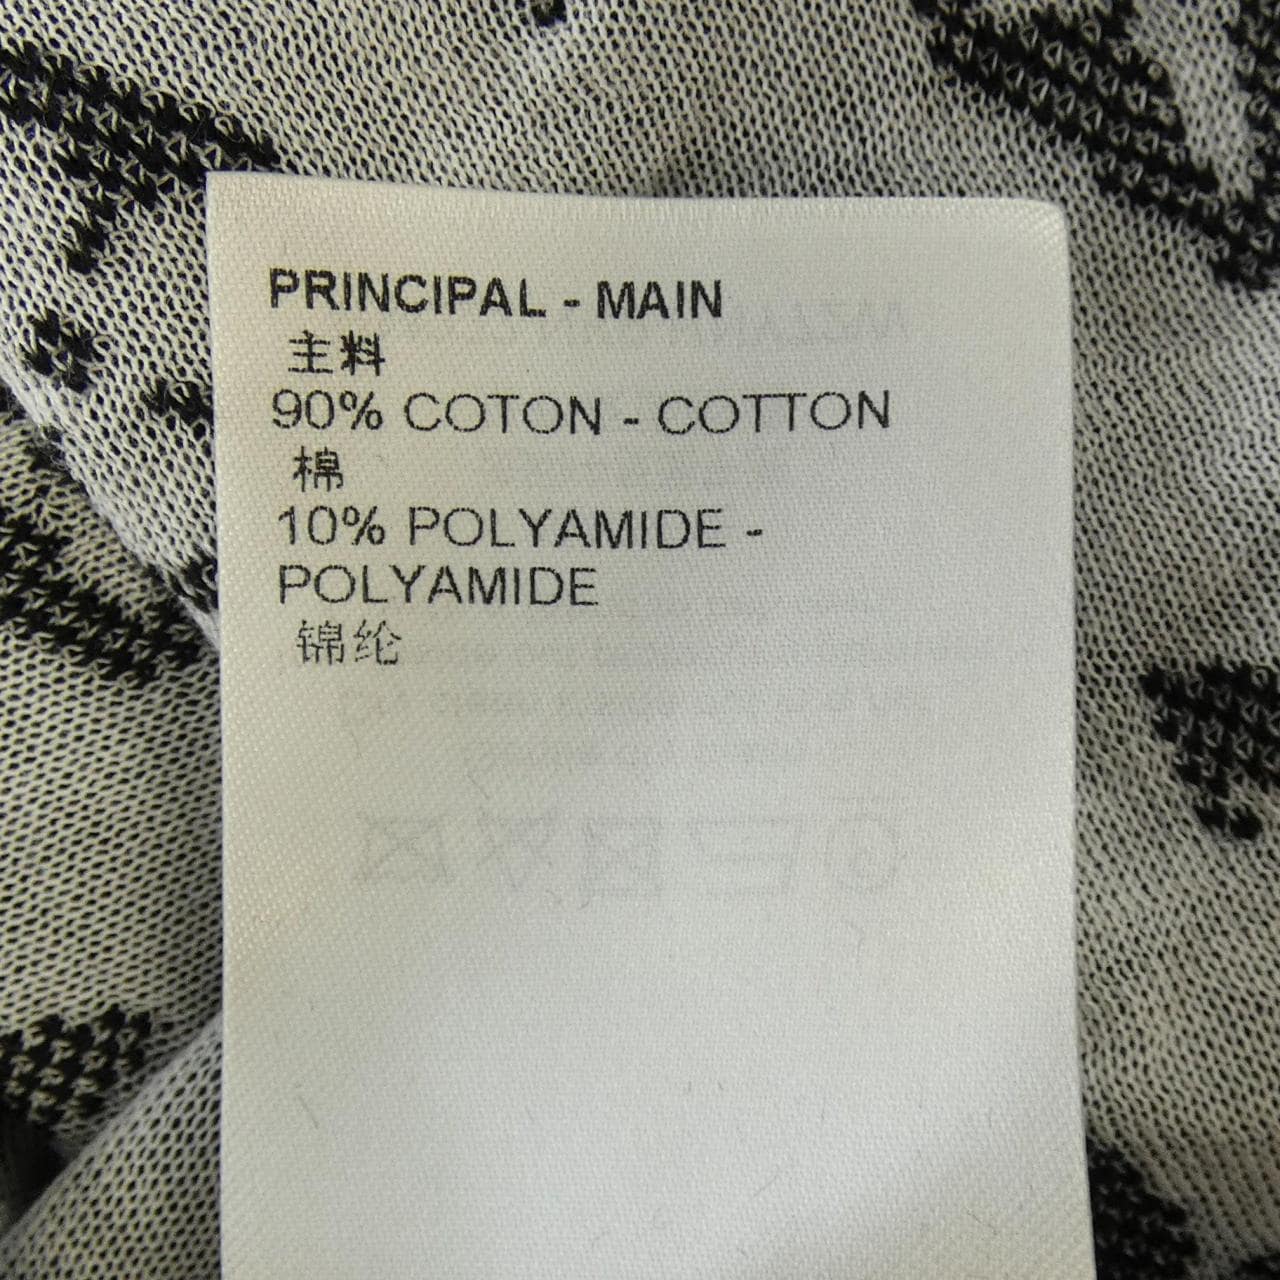 PRINCIPAL - MAIN
主料
90% COTON - COTTON
棉
10% POLYAMIDE -
POLYAMIDE
锦纶